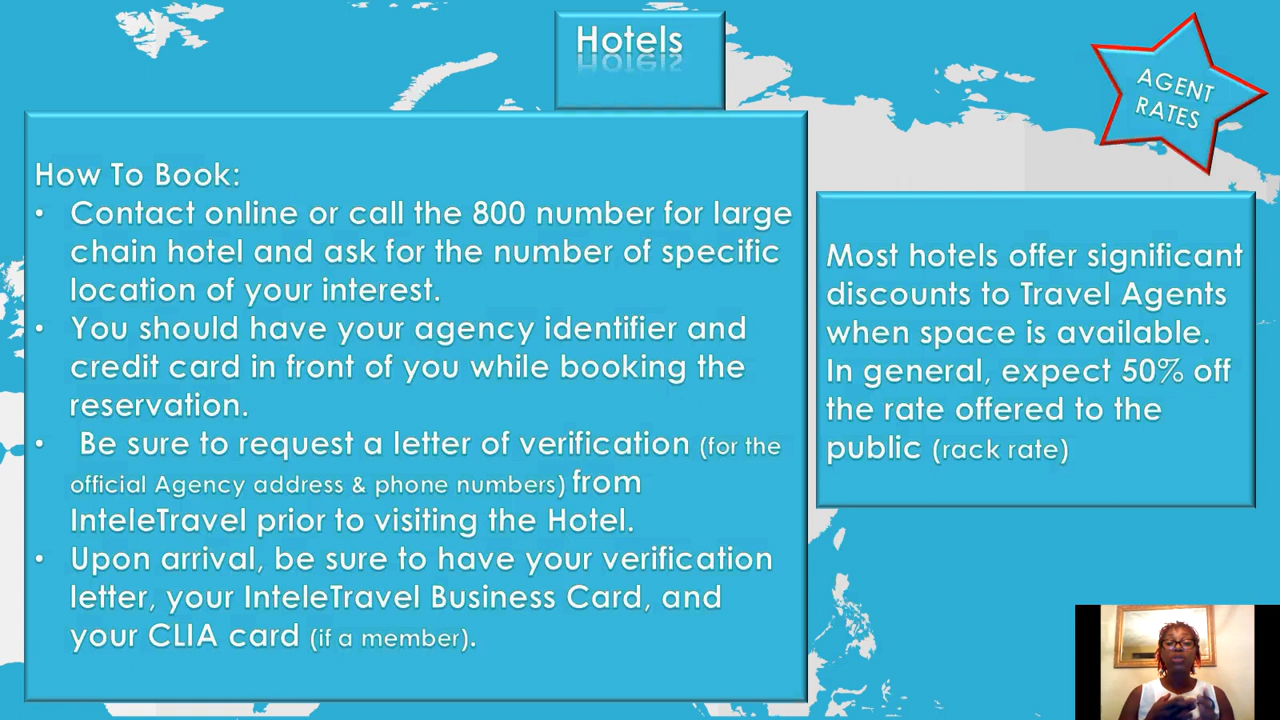 Hotels
AGENT
RATES
How To Book:
• Contact online or call the 800 number for large
chain hotel and ask for the number of specific
location of your interest.
• You should have your agency identifier and
credit card in front of you while booking the
reservation.
• Be sure to request a letter of verification (for the
official Agency address & phone numbers) from
InteleTravel prior to visiting the Hotel.
• Upon arrival, be sure to have your verification
letter, your InteleTravel Business Card, and
your CLIA card (if a member).
Most hotels offer significant
discounts to Travel Agents
when space is available.
In general, expect 50% off
the rate offered to the
public (rack rate)